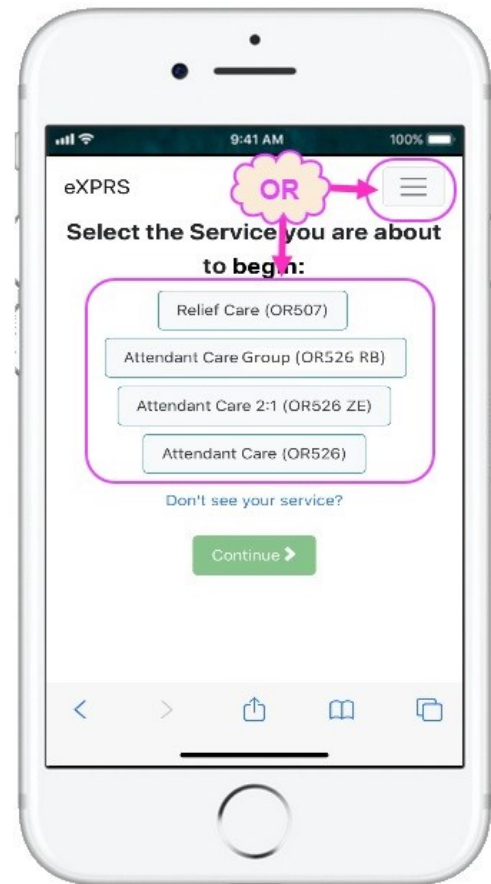 9:41 AM 100%
eXPRS
OR
Select the Service you are about
to begin:
Relief Care (OR507)
Attendant Care Group (OR526 RB)
Attendant Care 2:1 (OR526 ZE)
Attendant Care (OR526)
Don't see your service?
Continue